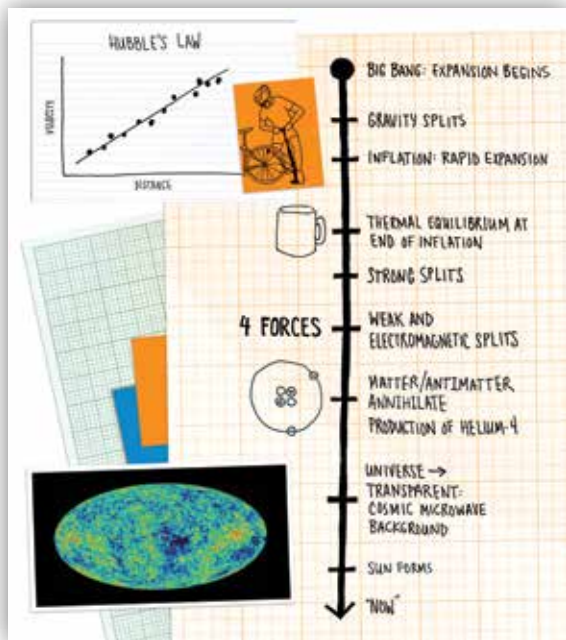 HUBBLE'S LAW
VELOCITY
DISTANCE
BIG BANG: EXPANSION BEGINS
GRAVITY SPLITS
INFLATION: RAPID EXPANSION
THERMAL EQUILIBRIUM AT
END OF INFLATION
STRONG SPLITS
4 FORCES
WEAK AND
ELECTROMAGNETIC SPLITS
MATTER/ANTIMATTER
ANNIHILATE
PRODUCTION OF HELIUM-4
UNIVERSE →
TRANSPARENT:
COSMIC MICROWAVE
BACKGROUND
SUN FORMS
"NOW"